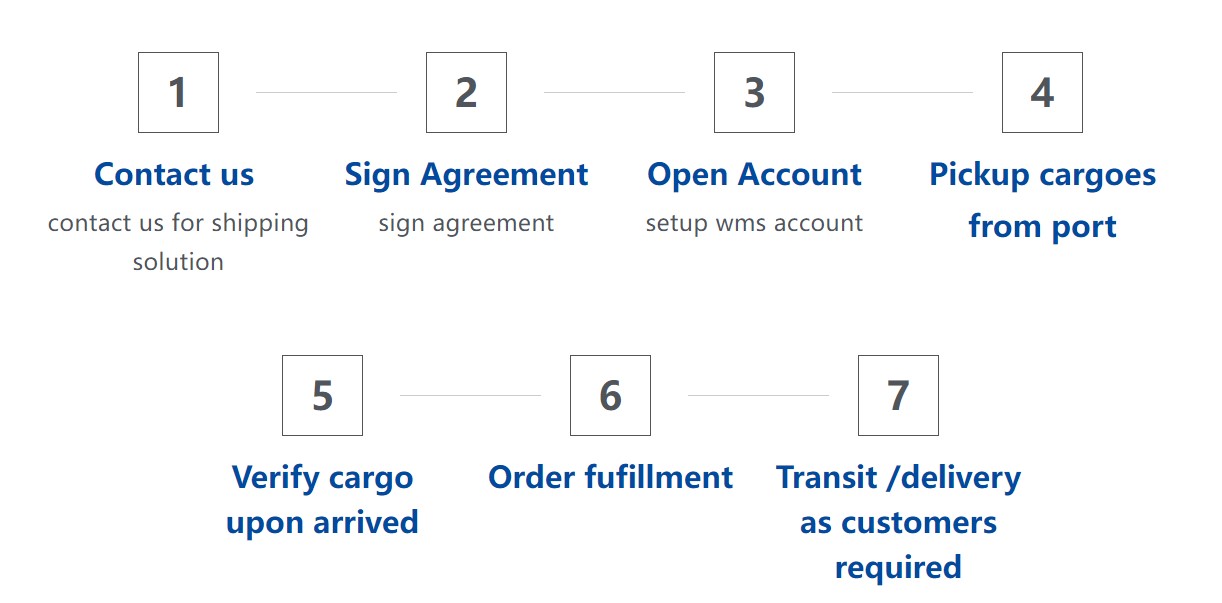 1
2
3
4
Contact us
Sign Agreement
Open Account
Pickup cargoes
from port
contact us for shipping
solution
sign agreement
setup wms account
5
6
7
Verify cargo
upon arrived
Order fufillment
Transit /delivery
as customers
required